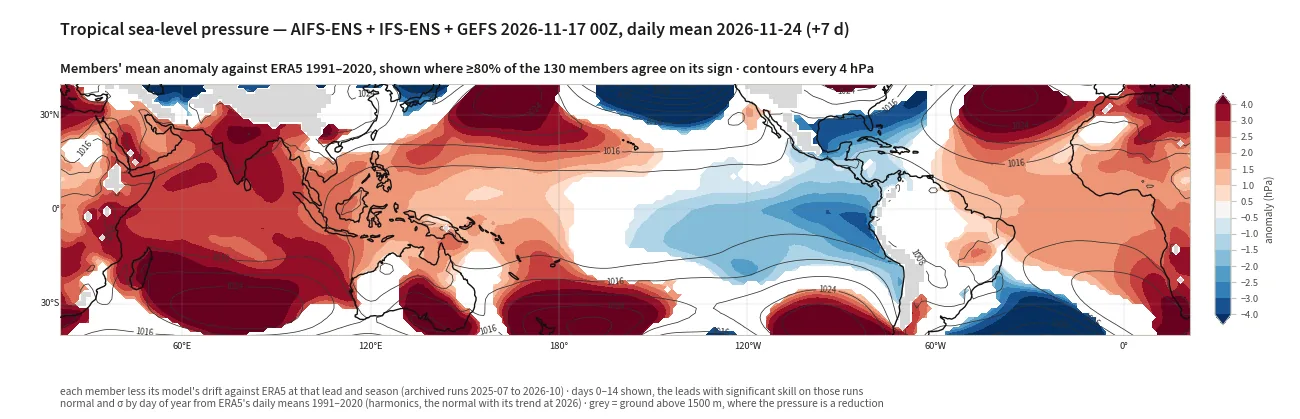 Tropical sea-level pressure — AIFS-ENS + IFS-ENS + GEFS 2026-11-17 00Z, daily mean 2026-11-24 (+7 d)
Members' mean anomaly against ERA5 1991–2020, shown where ≥80% of the 130 members agree on its sign · contours every 4 hPa
30°N
0°
30°S
60°E
120°E
180°
120°W
60°W
0°
1016
1016
1016
1016
1016
1024
1016
1016
1008
4.0
3.0
2.0
1.5
1.0
0.5
−0.5
−1.0
−1.5
−2.0
−3.0
−4.0
anomaly (hPa)
each member less its model's drift against ERA5 at that lead and season (archived runs 2025-07 to 2026-10) · days 0–14 shown, the leads with significant skill on those runs
normal and σ by day of year from ERA5's daily means 1991–2020 (harmonics, the normal with its trend at 2026) · grey = ground above 1500 m, where the pressure is a reduction